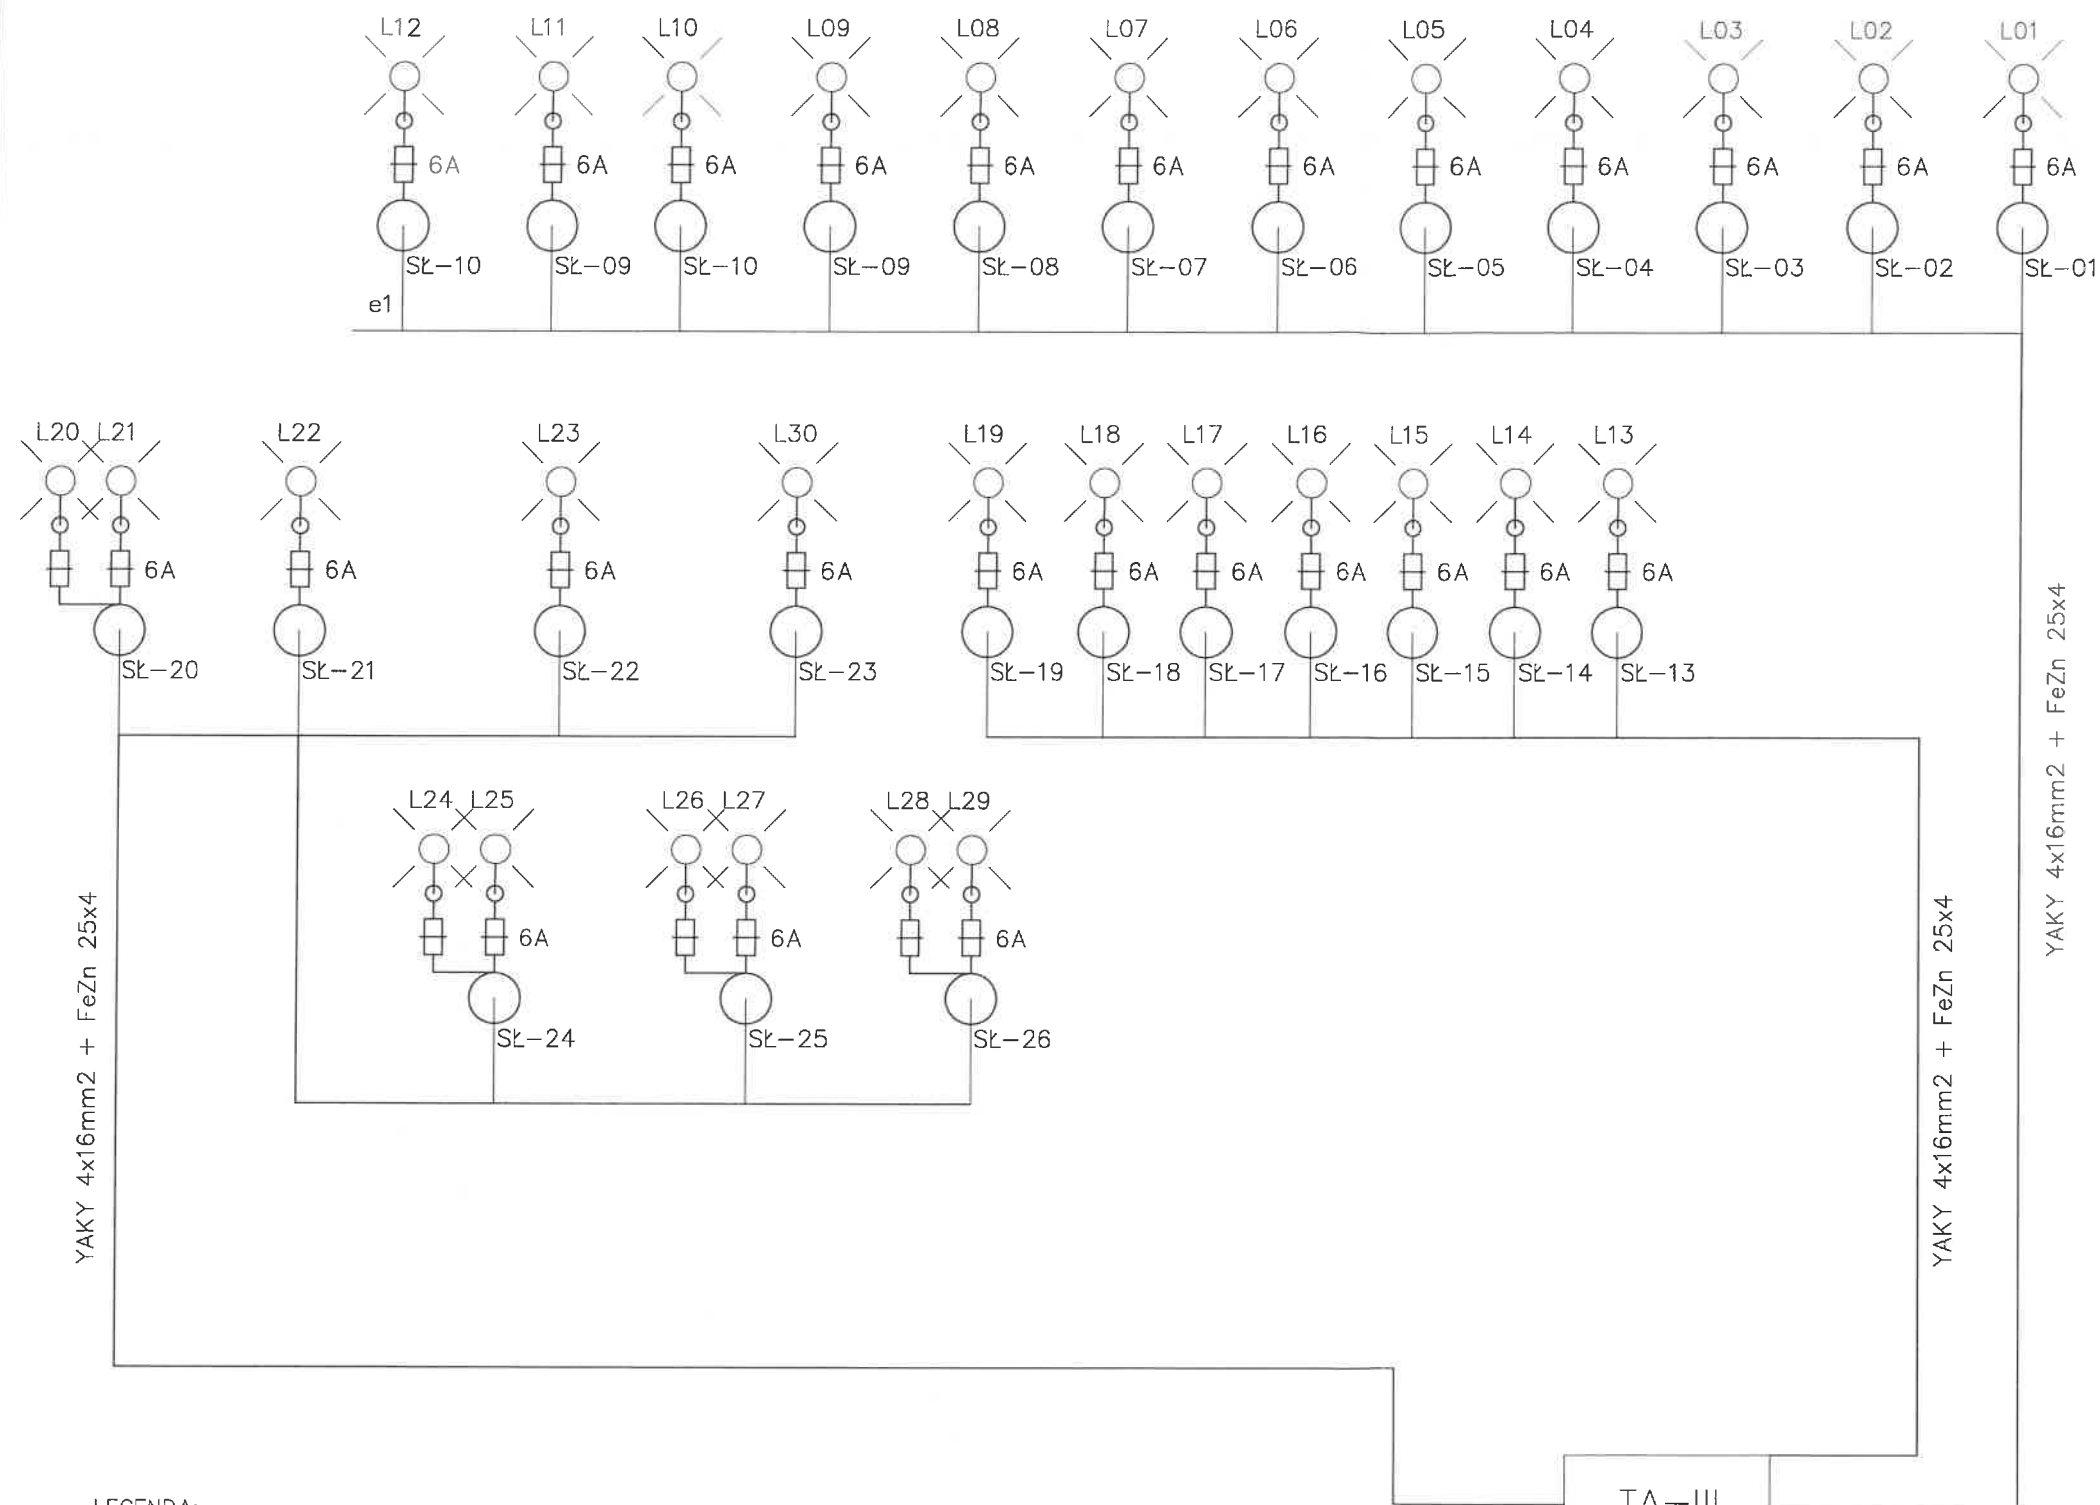 L12 L11 L10 L09 L08 L07 L06 L05 L04 L03 L02 L01
6A 6A 6A 6A 6A 6A 6A 6A 6A 6A 6A 6A
SŁ-10 SŁ-09 SŁ-10 SŁ-09 SŁ-08 SŁ-07 SŁ-06 SŁ-05 SŁ-04 SŁ-03 SŁ-02 SŁ-01
e1
L20 L21 L22 L23 L30 L19 L18 L17 L16 L15 L14 L13
6A 6A 6A 6A 6A 6A 6A 6A 6A 6A 6A
SŁ-20 SŁ-21 SŁ-22 SŁ-23 SŁ-19 SŁ-18 SŁ-17 SŁ-16 SŁ-15 SŁ-14 SŁ-13
YAKY 4x16mm2 + FeZn 25x4
L24 L25 L26 L27 L28 L29
6A 6A 6A
SŁ-24 SŁ-25 SŁ-26
YAKY 4x16mm2 + FeZn 25x4
YAKY 4x16mm2 + FeZn 25x4
LEGENDA: